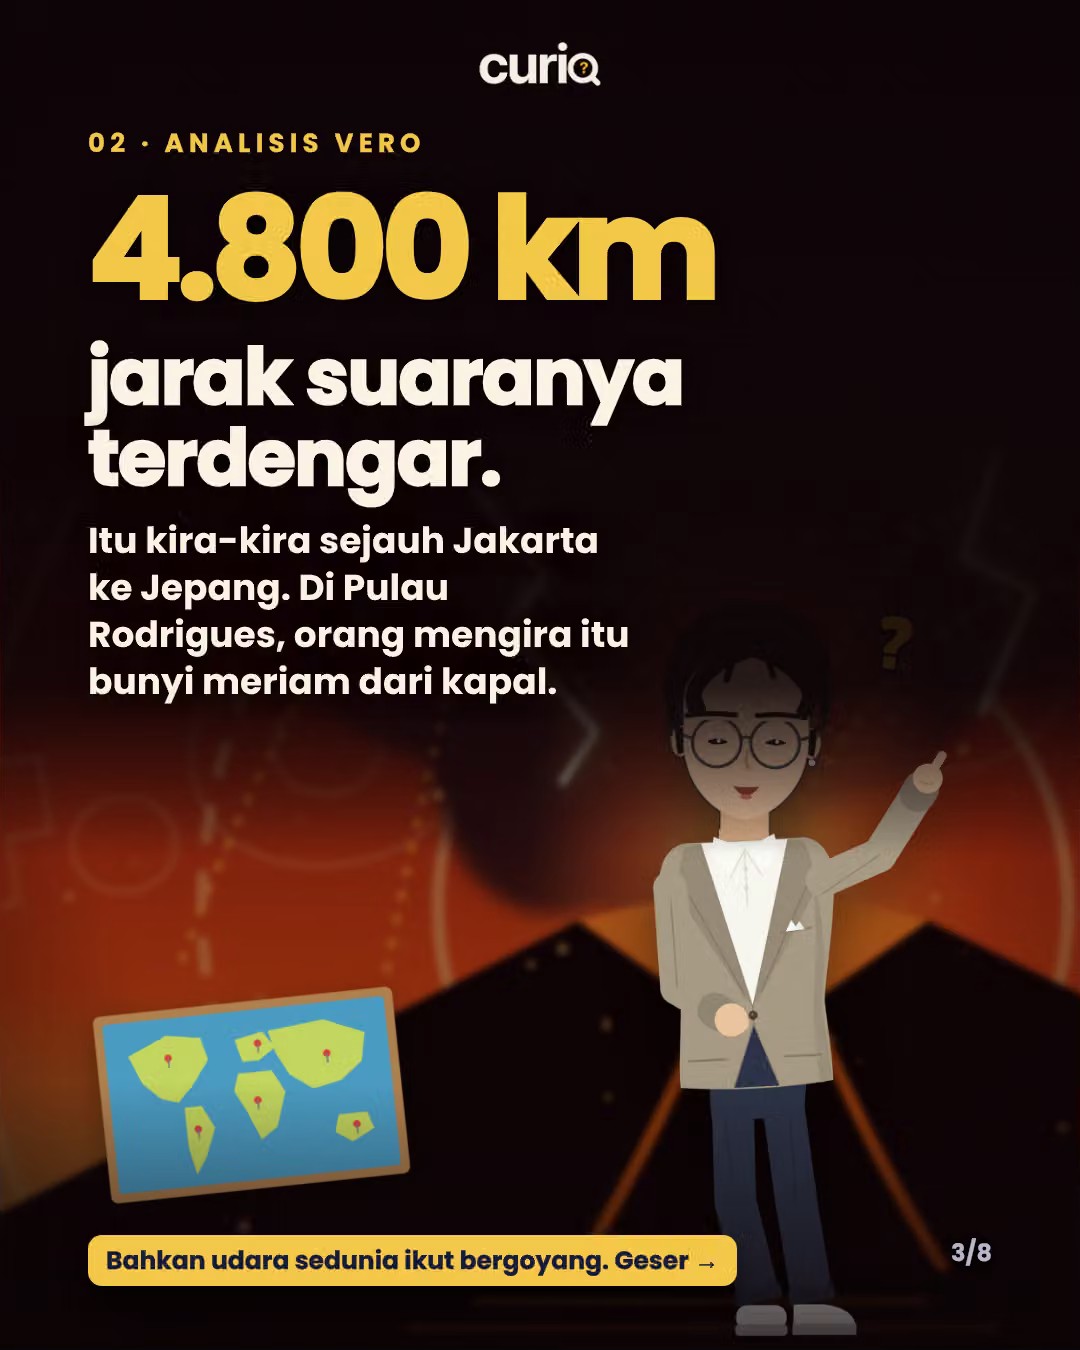 curio?
02 · ANALISIS VERO
4.800 km
jarak suaranya
terdengar.
Itu kira-kira sejauh Jakarta
ke Jepang. Di Pulau
Rodrigues, orang mengira itu
bunyi meriam dari kapal.
?
Bahkan udara sedunia ikut bergoyang. Geser →
3/8